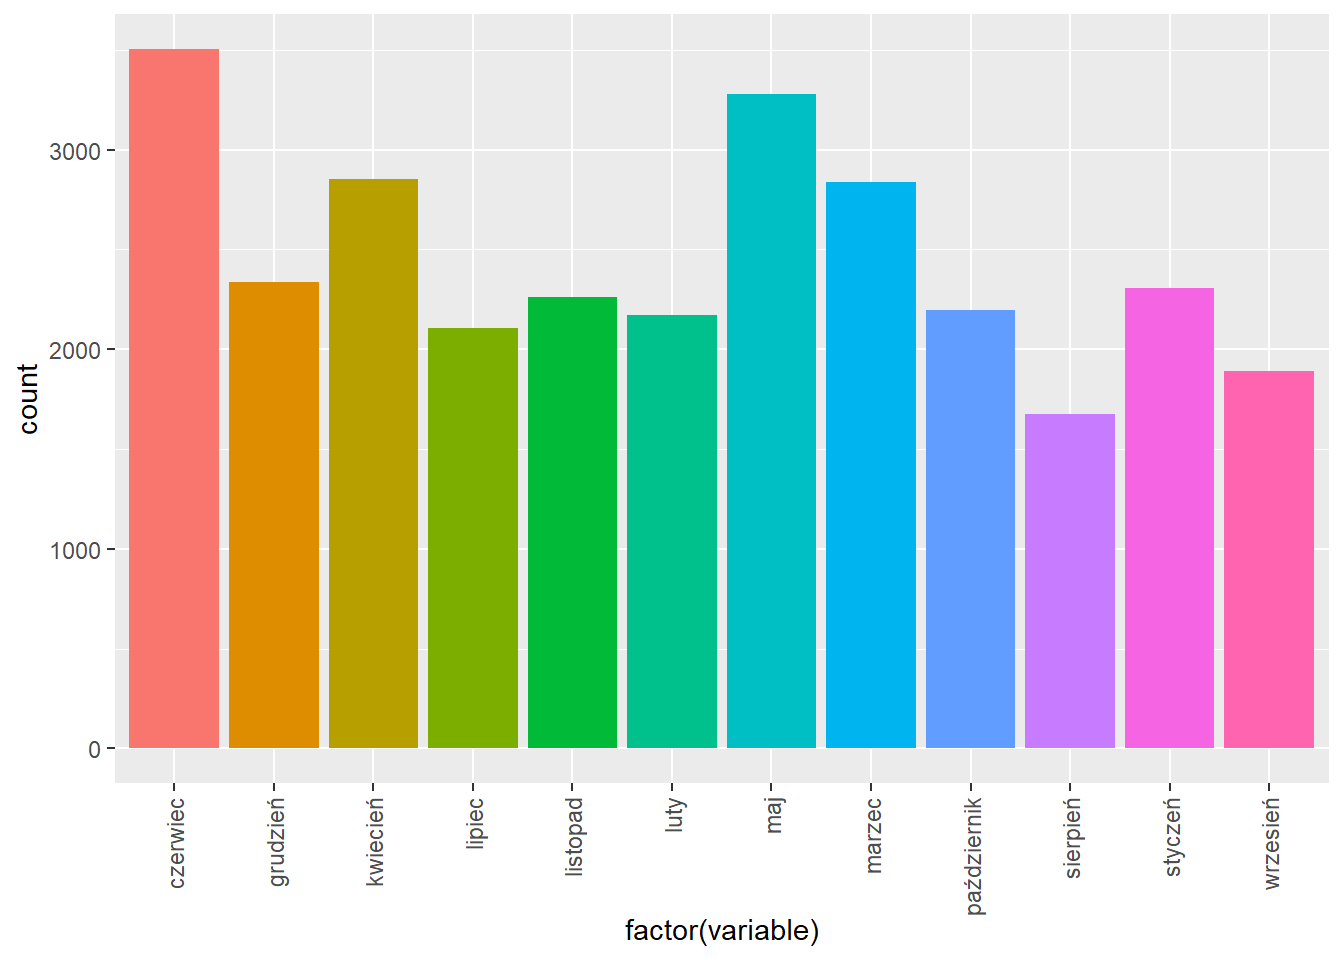 count
3000
2000
1000
0
czerwiec
grudzień
kwiecień
lipiec
listopad
luty
maj
marzec
październik
sierpień
styczeń
wrzesień
factor(variable)